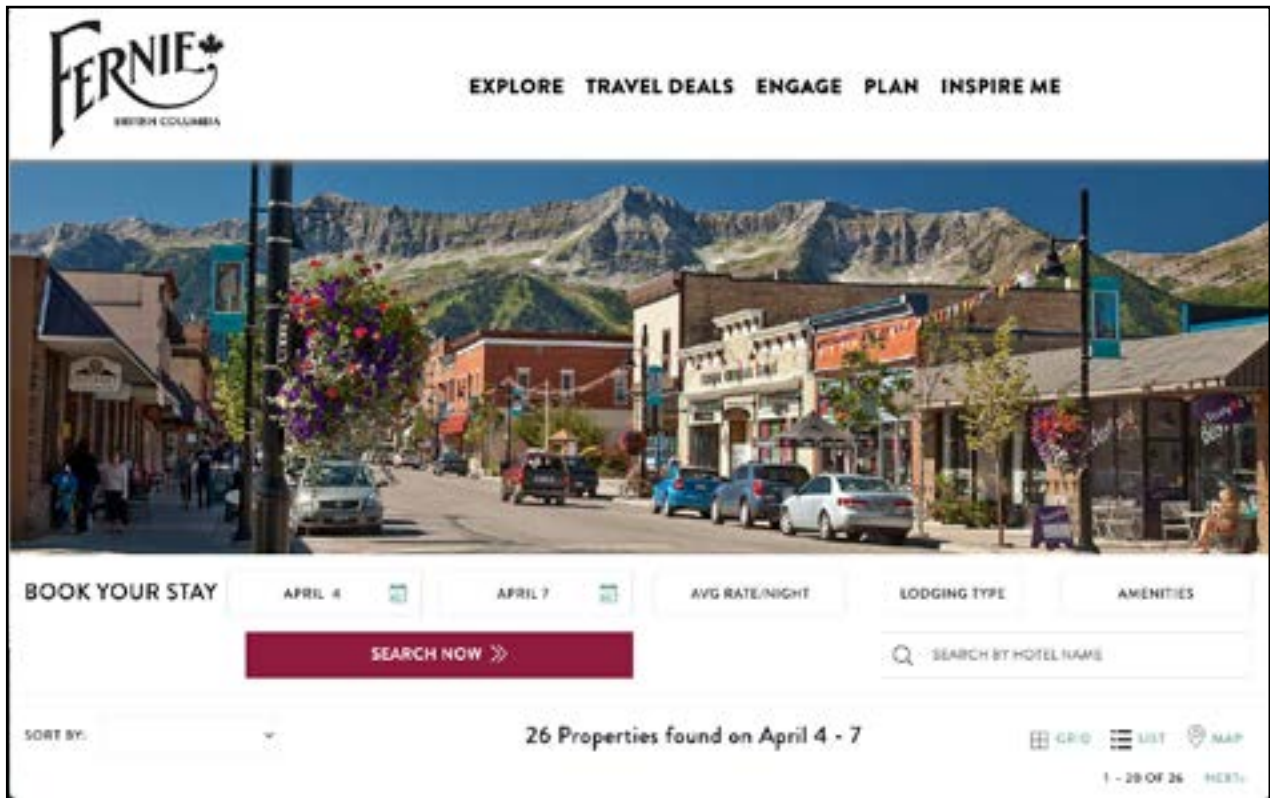 FERNIE
BRITISH COLUMBIA
EXPLORE TRAVEL DEALS ENGAGE PLAN INSPIRE ME
BOOK YOUR STAY APRIL 4 APRIL 7 AVG RATE/NIGHT LODGING TYPE AMENITIES
SEARCH NOW SEARCH BY HOTEL NAME
SORT BY: 26 Properties found on April 4 - 7 GRID LIST MAP
1 - 20 OF 26 NEXT